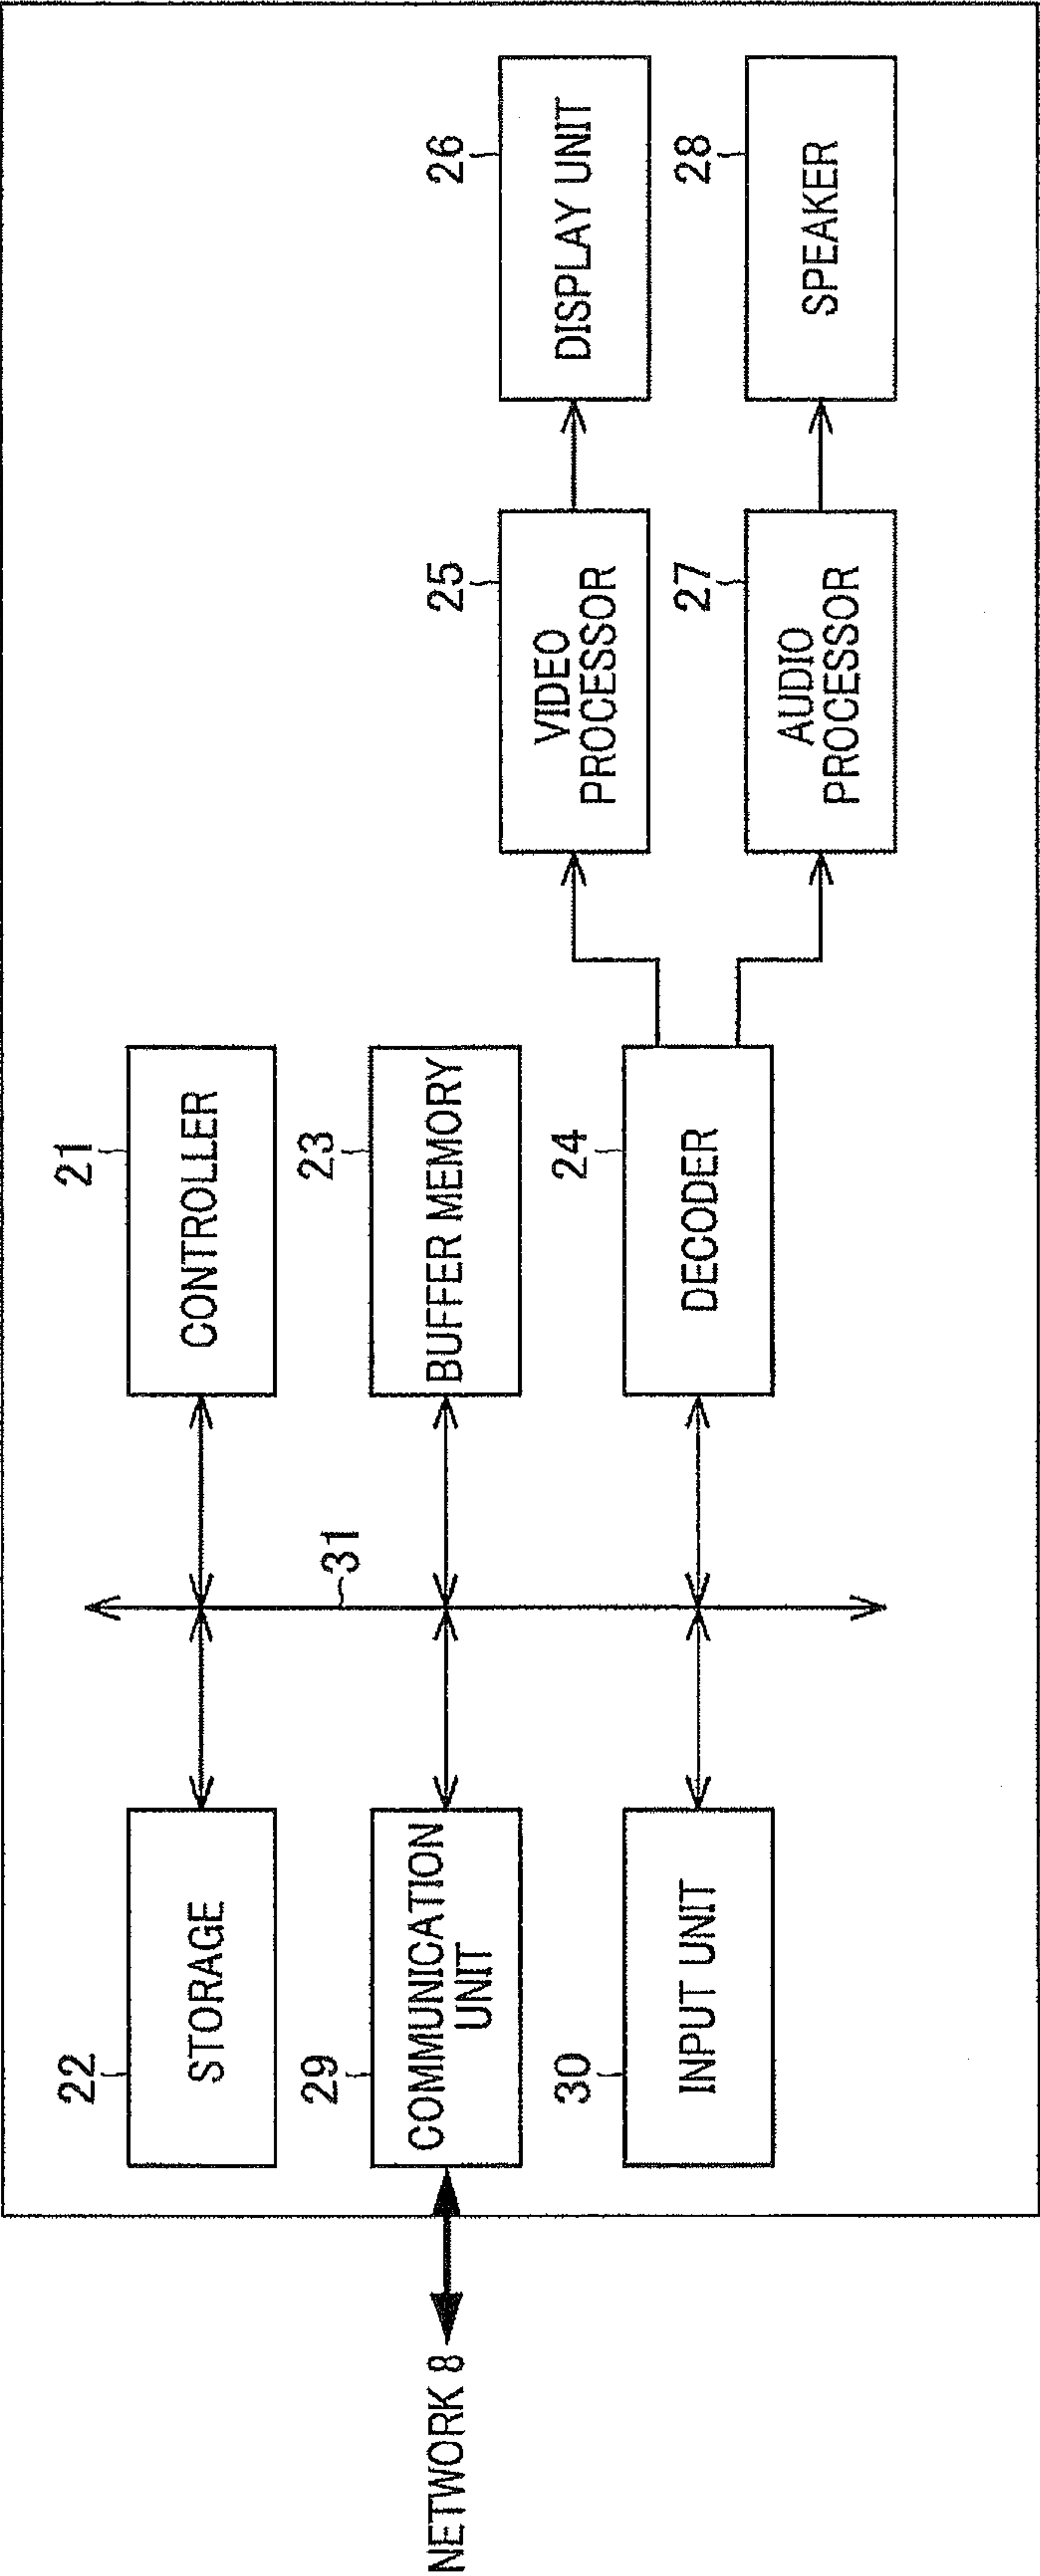 22
STORAGE
21
CONTROLLER
31
NETWORK 8
29
COMMUNICATION
UNIT
23
BUFFER MEMORY
30
INPUT UNIT
24
DECODER
25
VIDEO
PROCESSOR
26
DISPLAY UNIT
27
AUDIO
PROCESSOR
28
SPEAKER